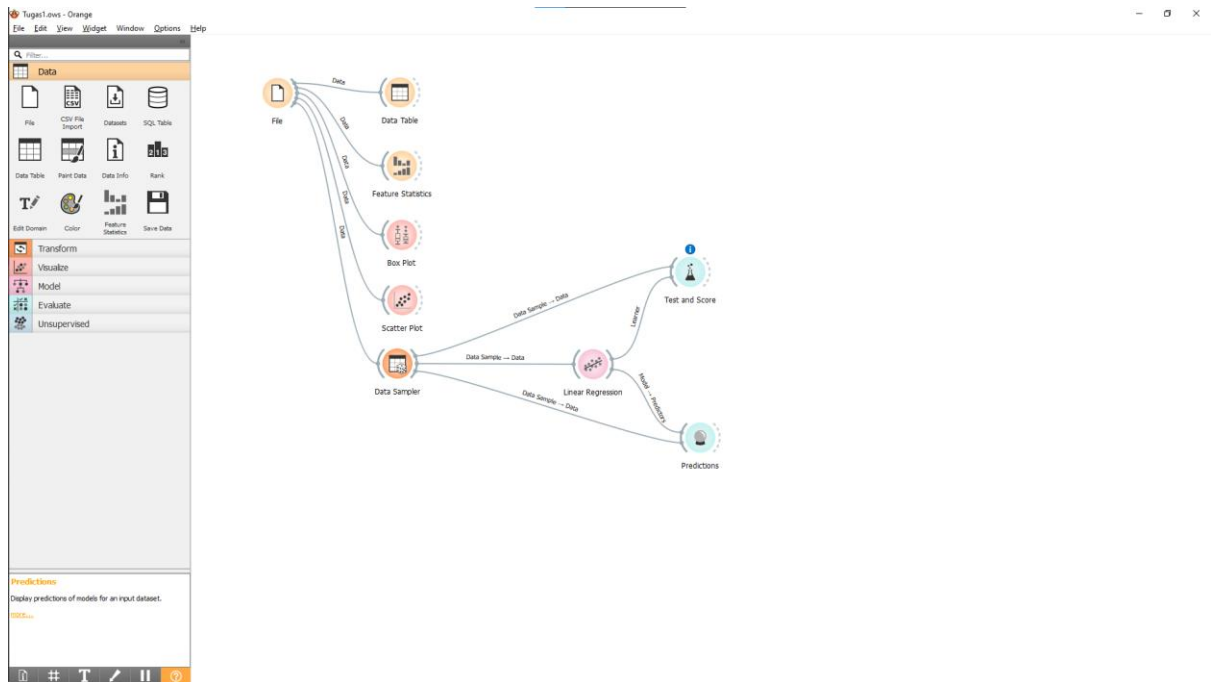 Tugas1.ows - Orange
File Edit View Widget Window Options Help
Filter...
Data
File
CSV File Import
Datasets
SQL Table
Data Table
Paint Data
Data Info
Rank
Edit Domain
Color
Feature Statistics
Save Data
Transform
Visualize
Model
Evaluate
Unsupervised
Predictions
Display predictions of models for an input dataset.
more...
File
Data
Data Table
Data
Feature Statistics
Data
Box Plot
Data
Scatter Plot
Data
Data Sampler
Data Sample → Data
Test and Score
Learner
Data Sample → Data
Linear Regression
Model → Predictors
Data Sample → Data
Predictions